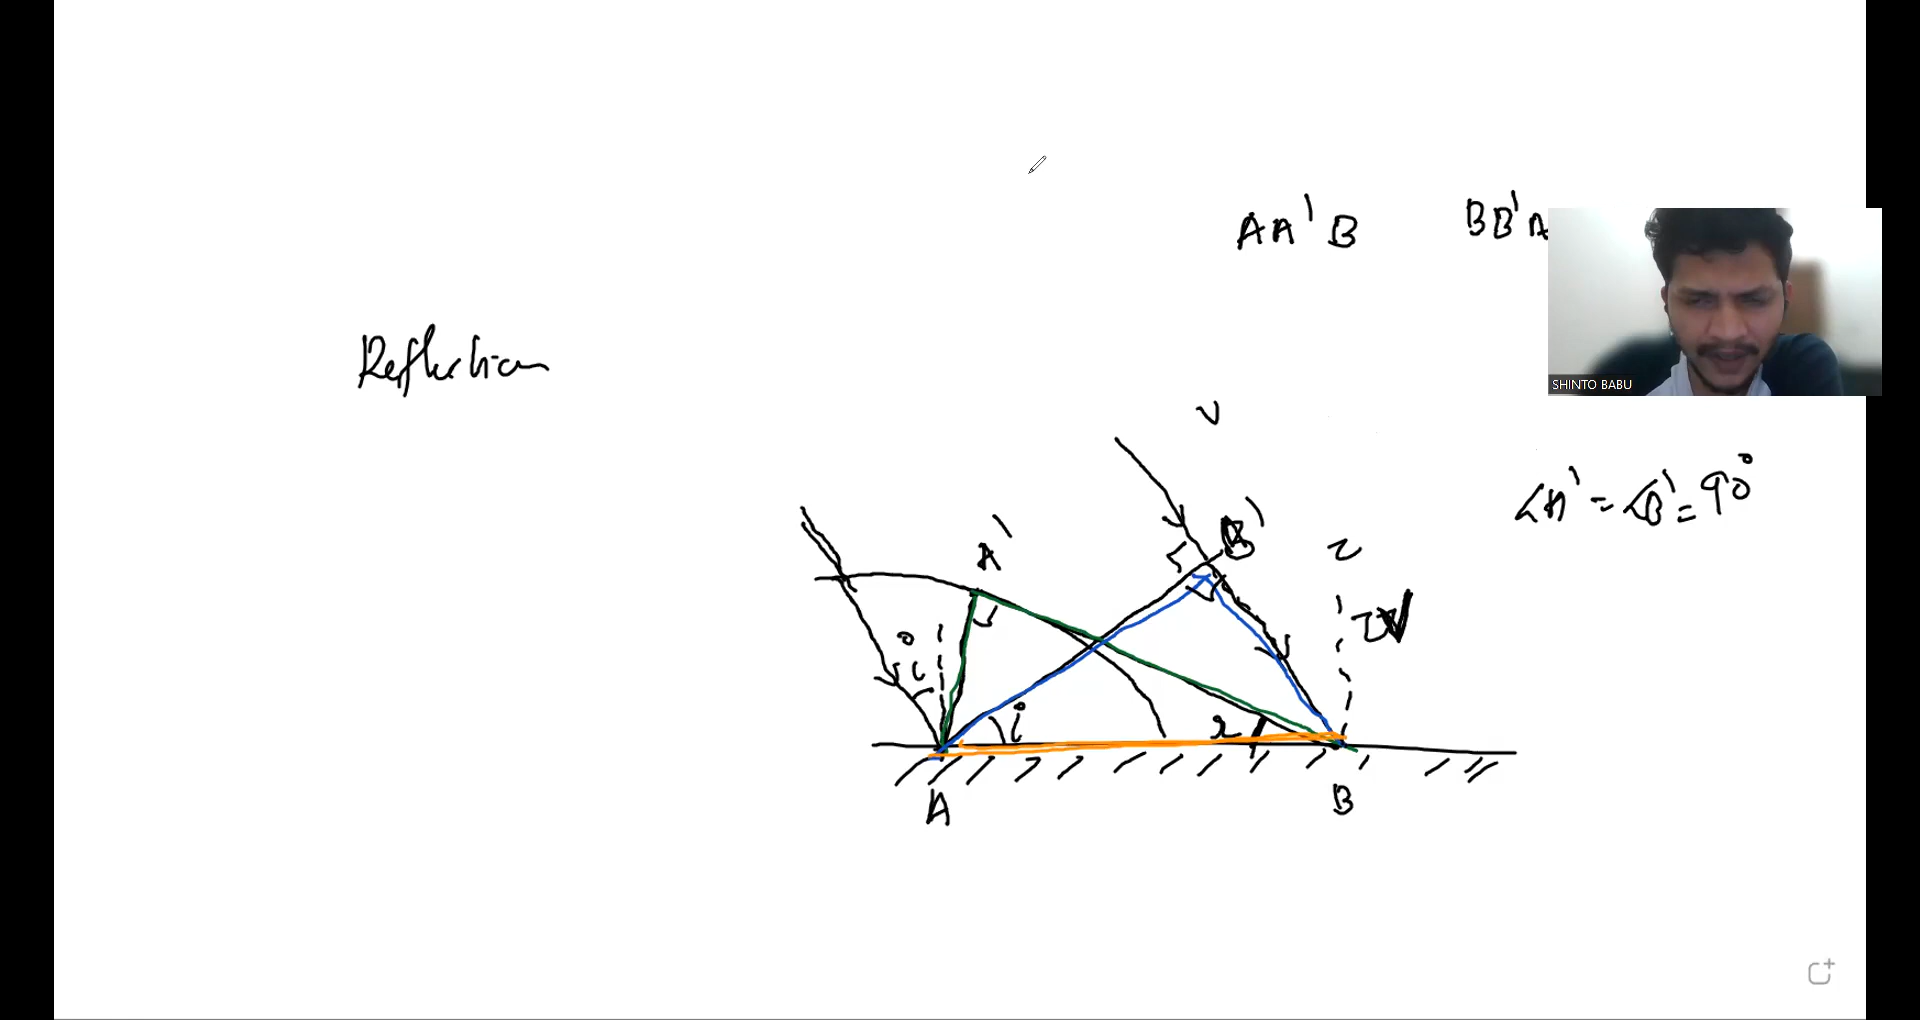 AA'B BB'A
SHINTO BABU
Reflection
v
∠A' = ∠B' = 90°
A'
B'
τ
i
i
r
A
B